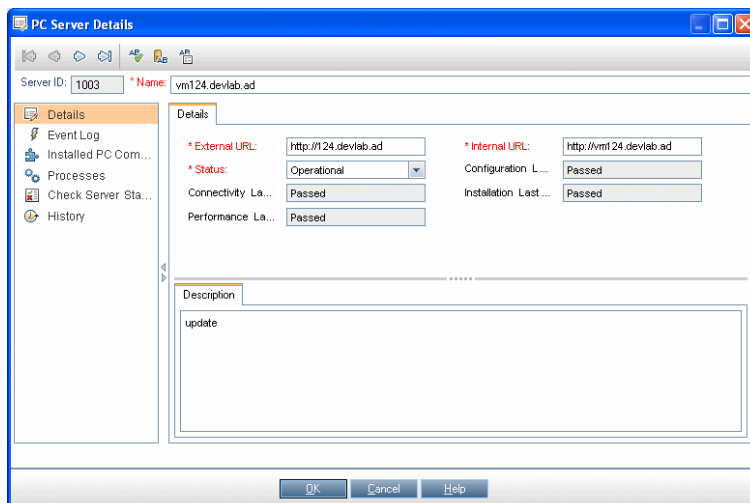 PC Server Details
Server ID: 1003 * Name: vm124.devlab.ad
Details
Event Log
Installed PC Com...
Processes
Check Server Sta...
History
Details
* External URL: http://124.devlab.ad * Internal URL: http://vm124.devlab.ad
* Status: Operational Configuration L... Passed
Connectivity La... Passed Installation Last ... Passed
Performance La... Passed
Description
update
OK Cancel Help